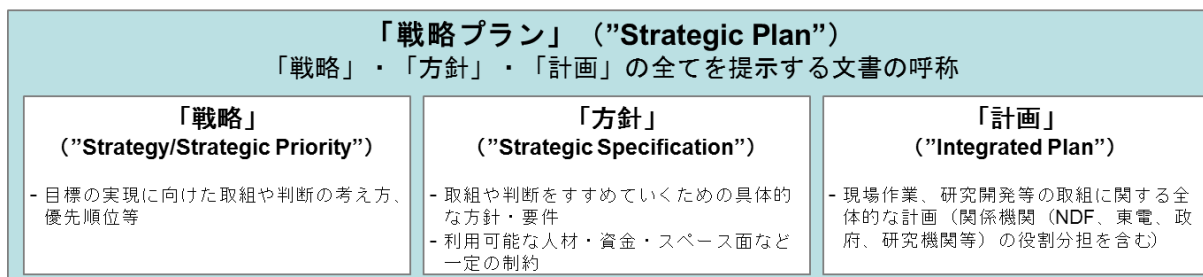 「戦略プラン」（”Strategic Plan”）
「戦略」・「方針」・「計画」の全てを提示する文書の呼称
「戦略」
（”Strategy/Strategic Priority”）
- 目標の実現に向けた取組や判断の考え方、
優先順位等
「方針」
（”Strategic Specification”）
- 取組や判断をすすめていくための具体的
な方針・要件
- 利用可能な人材・資金・スペース面など
一定の制約
「計画」
（”Integrated Plan”）
- 現場作業、研究開発等の取組に関する全
体的な計画（関係機関（NDF、東電、政
府、研究機関等）の役割分担を含む）